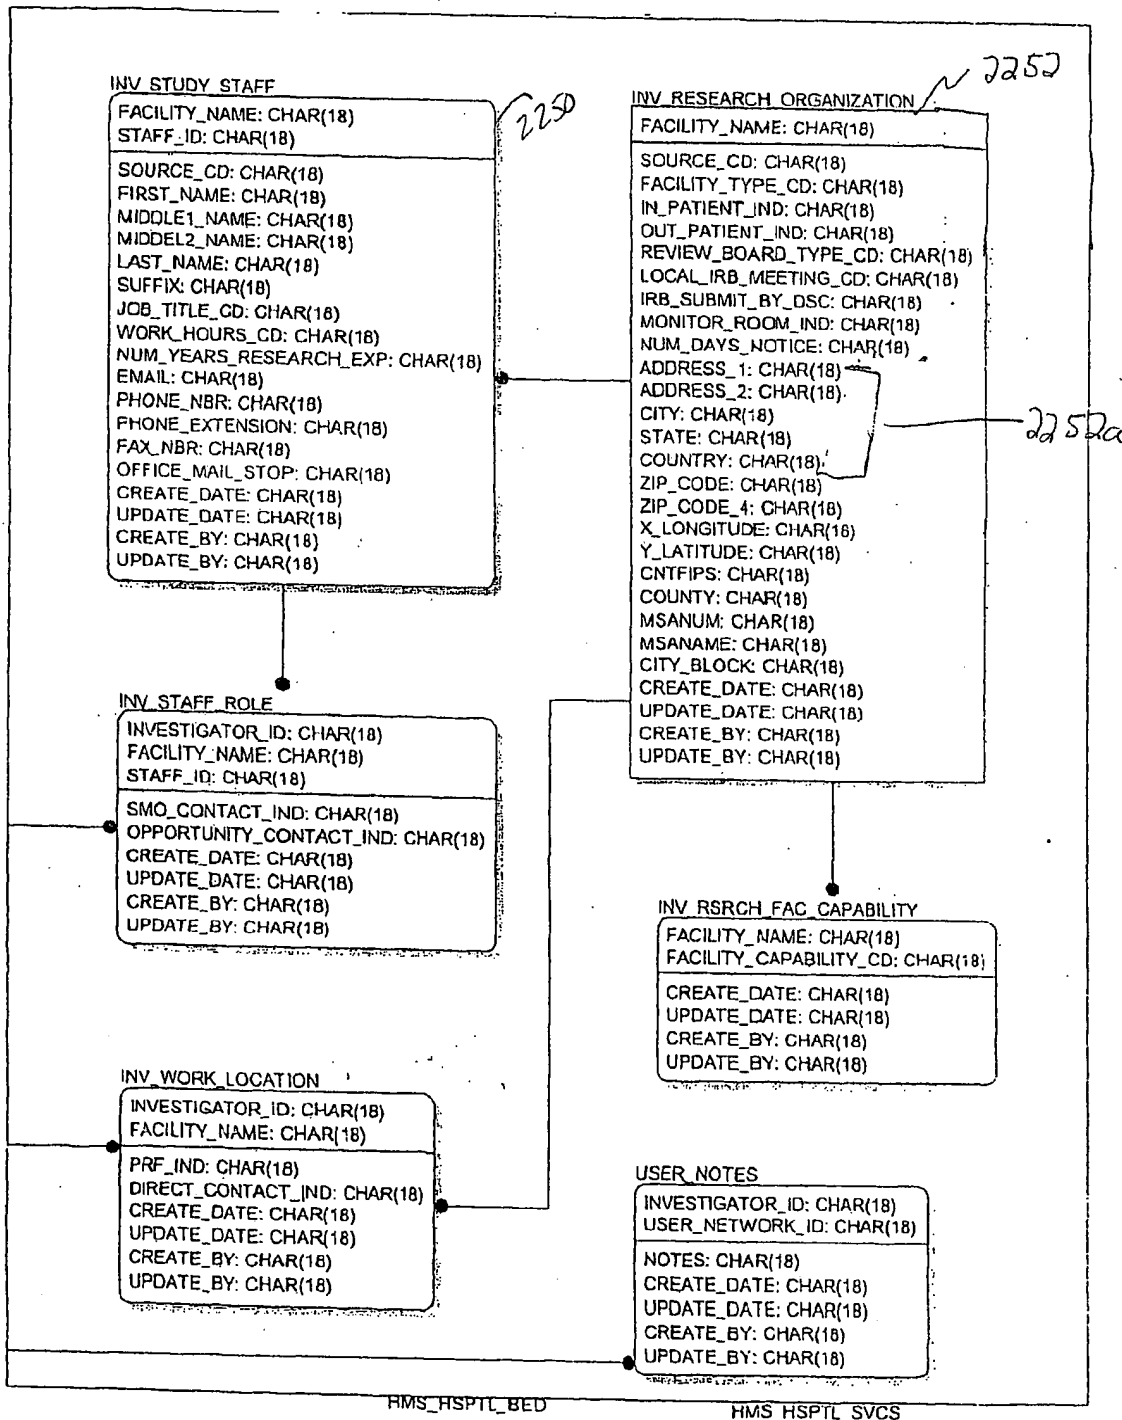 INV_STUDY_STAFF
FACILITY_NAME: CHAR(18)
STAFF_ID: CHAR(18)
SOURCE_CD: CHAR(18)
FIRST_NAME: CHAR(18)
MIDDLE1_NAME: CHAR(18)
MIDDEL2_NAME: CHAR(18)
LAST_NAME: CHAR(18)
SUFFIX: CHAR(18)
JOB_TITLE_CD: CHAR(18)
WORK_HOURS_CD: CHAR(18)
NUM_YEARS_RESEARCH_EXP: CHAR(18)
EMAIL: CHAR(18)
PHONE_NBR: CHAR(18)
PHONE_EXTENSION: CHAR(18)
FAX_NBR: CHAR(18)
OFFICE_MAIL_STOP: CHAR(18)
CREATE_DATE: CHAR(18)
UPDATE_DATE: CHAR(18)
CREATE_BY: CHAR(18)
UPDATE_BY: CHAR(18)
2250
INV_RESEARCH_ORGANIZATION
2252
FACILITY_NAME: CHAR(18)
SOURCE_CD: CHAR(18)
FACILITY_TYPE_CD: CHAR(18)
IN_PATIENT_IND: CHAR(18)
OUT_PATIENT_IND: CHAR(18)
REVIEW_BOARD_TYPE_CD: CHAR(18)
LOCAL_IRB_MEETING_CD: CHAR(18)
IRB_SUBMIT_BY_DSC: CHAR(18)
MONITOR_ROOM_IND: CHAR(18)
NUM_DAYS_NOTICE: CHAR(18)
ADDRESS_1: CHAR(18)
ADDRESS_2: CHAR(18)
CITY: CHAR(18)
STATE: CHAR(18)
COUNTRY: CHAR(18)
ZIP_CODE: CHAR(18)
ZIP_CODE_4: CHAR(18)
X_LONGITUDE: CHAR(18)
Y_LATITUDE: CHAR(18)
CNTFIPS: CHAR(18)
COUNTY: CHAR(18)
MSANUM: CHAR(18)
MSANAME: CHAR(18)
CITY_BLOCK: CHAR(18)
CREATE_DATE: CHAR(18)
UPDATE_DATE: CHAR(18)
CREATE_BY: CHAR(18)
UPDATE_BY: CHAR(18)
2252a
INV_STAFF_ROLE
INVESTIGATOR_ID: CHAR(18)
FACILITY_NAME: CHAR(18)
STAFF_ID: CHAR(18)
SMO_CONTACT_IND: CHAR(18)
OPPORTUNITY_CONTACT_IND: CHAR(18)
CREATE_DATE: CHAR(18)
UPDATE_DATE: CHAR(18)
CREATE_BY: CHAR(18)
UPDATE_BY: CHAR(18)
INV_RSRCH_FAC_CAPABILITY
FACILITY_NAME: CHAR(18)
FACILITY_CAPABILITY_CD: CHAR(18)
CREATE_DATE: CHAR(18)
UPDATE_DATE: CHAR(18)
CREATE_BY: CHAR(18)
UPDATE_BY: CHAR(18)
INV_WORK_LOCATION
INVESTIGATOR_ID: CHAR(18)
FACILITY_NAME: CHAR(18)
PRF_IND: CHAR(18)
DIRECT_CONTACT_IND: CHAR(18)
CREATE_DATE: CHAR(18)
UPDATE_DATE: CHAR(18)
CREATE_BY: CHAR(18)
UPDATE_BY: CHAR(18)
USER_NOTES
INVESTIGATOR_ID: CHAR(18)
USER_NETWORK_ID: CHAR(18)
NOTES: CHAR(18)
CREATE_DATE: CHAR(18)
UPDATE_DATE: CHAR(18)
CREATE_BY: CHAR(18)
UPDATE_BY: CHAR(18)
HMS_HSPTL_BED
HMS_HSPTL_SVCS